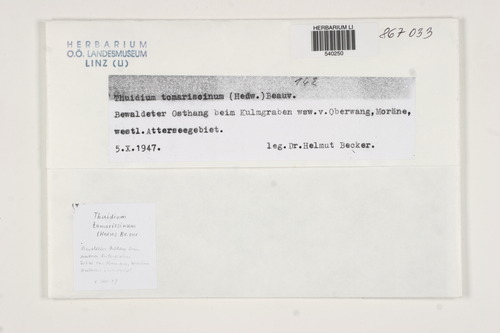 HERBARIUM
O.Ö. LANDESMUSEUM
LINZ (LI)
HERBARIUM LI
540250
867033
142
Thuidium tamariscinum (Hedw.)Beauv.
Bewaldeter Osthang beim Kulmgraben wsw.v.Oberwang,Moräne,
westl.Atterseegebiet.
5.X.1947. leg.Dr.Helmut Becker.
Thuidium
tamariscinum